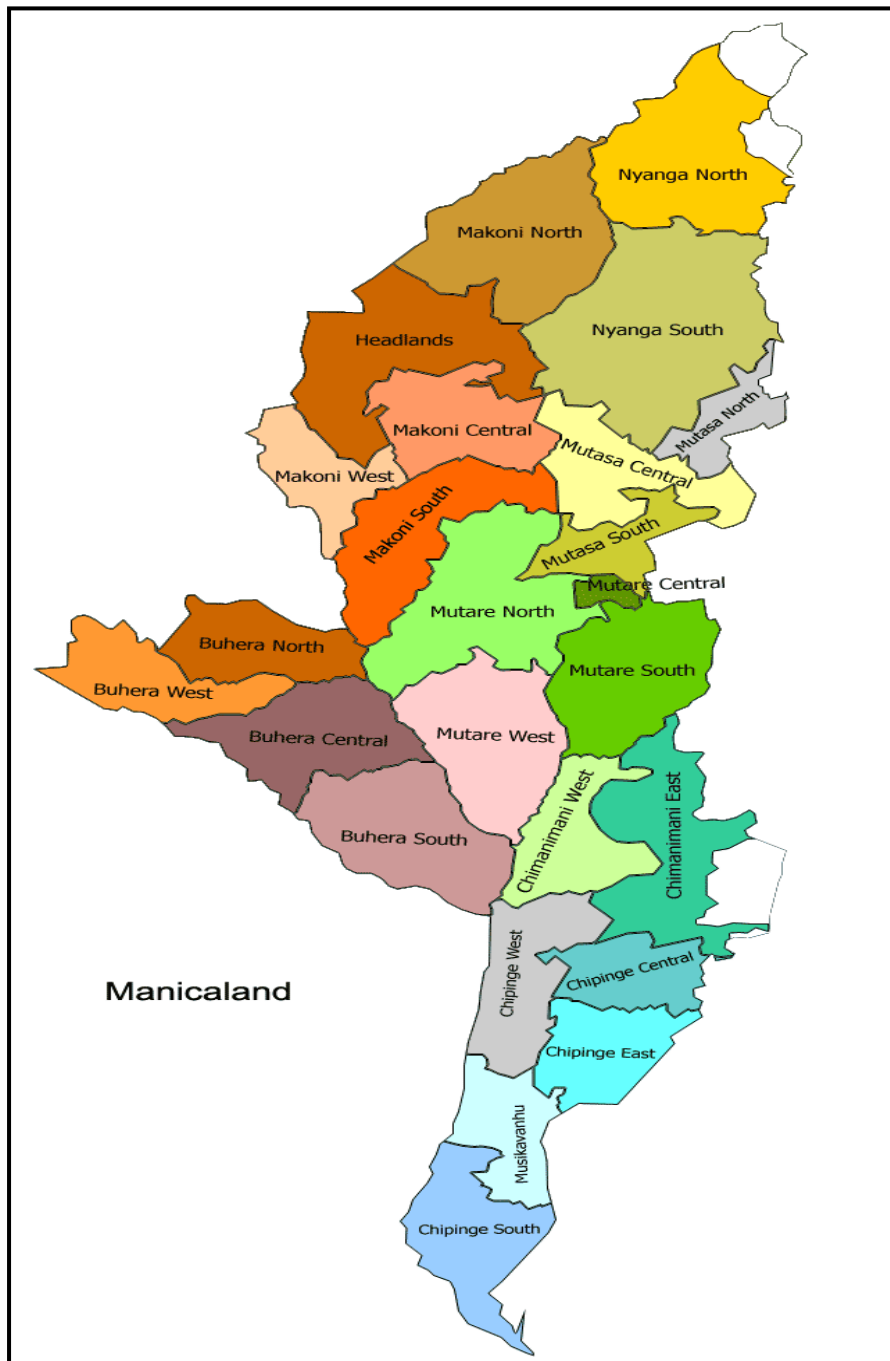 Nyanga North
Makoni North
Nyanga South
Headlands
Mutasa North
Makoni Central
Mutasa Central
Makoni West
Makoni South
Mutasa South
Mutare Central
Mutare North
Buhera North
Mutare South
Buhera West
Mutare West
Buhera Central
Chimanimani West
Chimanimani East
Buhera South
Chipinge West
Chipinge Central
Manicaland
Chipinge East
Musikavanhu
Chipinge South